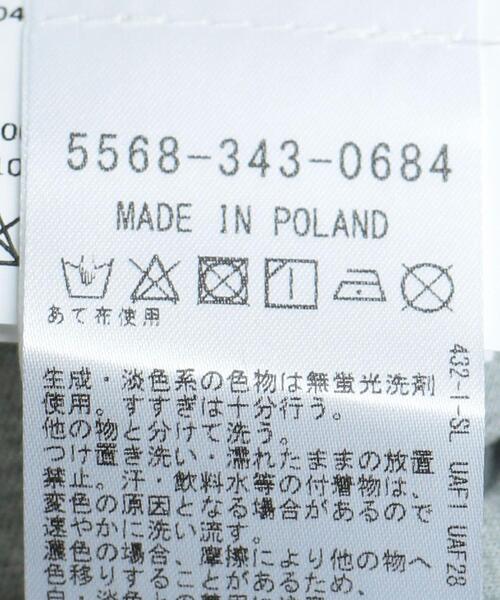 04
10
5568-343-0684
MADE IN POLAND
あて布使用
生成・淡色系の色物は無蛍光洗剤
使用。すすぎは十分行う。
他の物と分けて洗う。
つけ置き洗い・濡れたままの放置
禁止。汗・飲料水等の付着物は、
変色の原因となる場合があるので
速やかに洗い流す。
濃色の場合、摩擦により他の物へ
色移りすることがあるため、
432-1-SL UAF1 UAF28